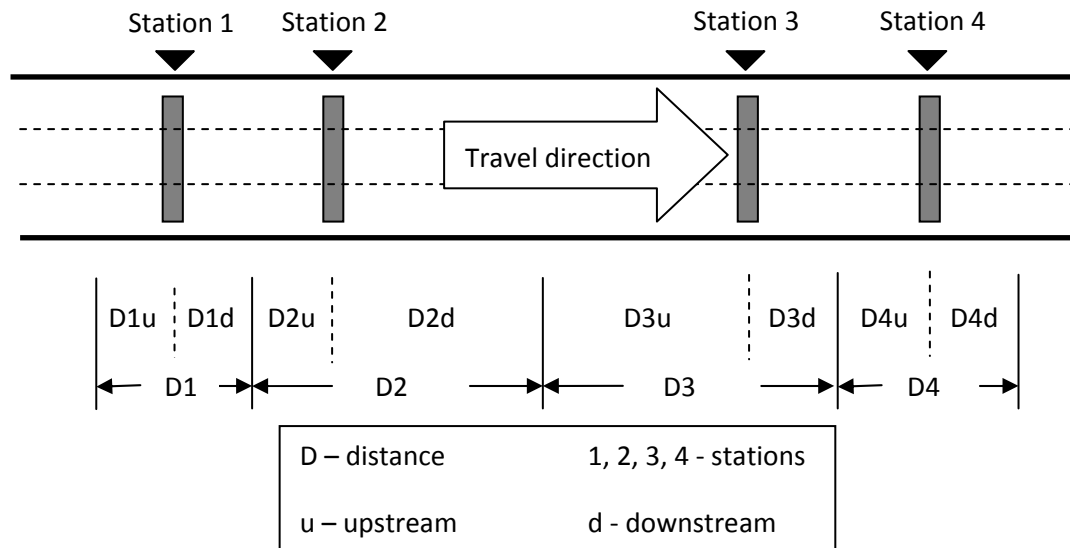 Station 1 Station 2 Station 3 Station 4
Travel direction
D1u D1d D2u D2d D3u D3d D4u D4d
D1 D2 D3 D4
D – distance 1, 2, 3, 4 - stations
u – upstream d - downstream